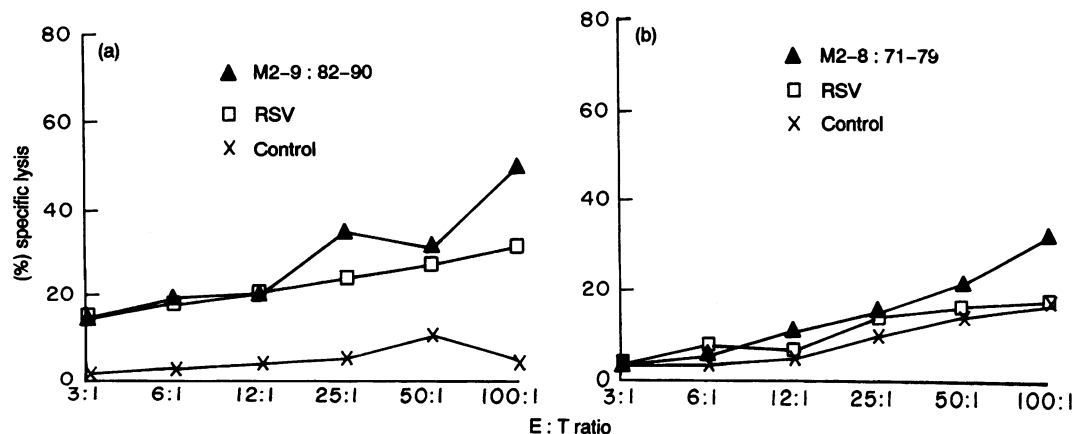 (a)
80
60
40
20
0
(%) specific lysis
M2-9 : 82-90
RSV
Control
3:1 6:1 12:1 25:1 50:1 100:1
(b)
80
60
40
20
0
M2-8 : 71-79
RSV
Control
3:1 6:1 12:1 25:1 50:1 100:1
E : T ratio